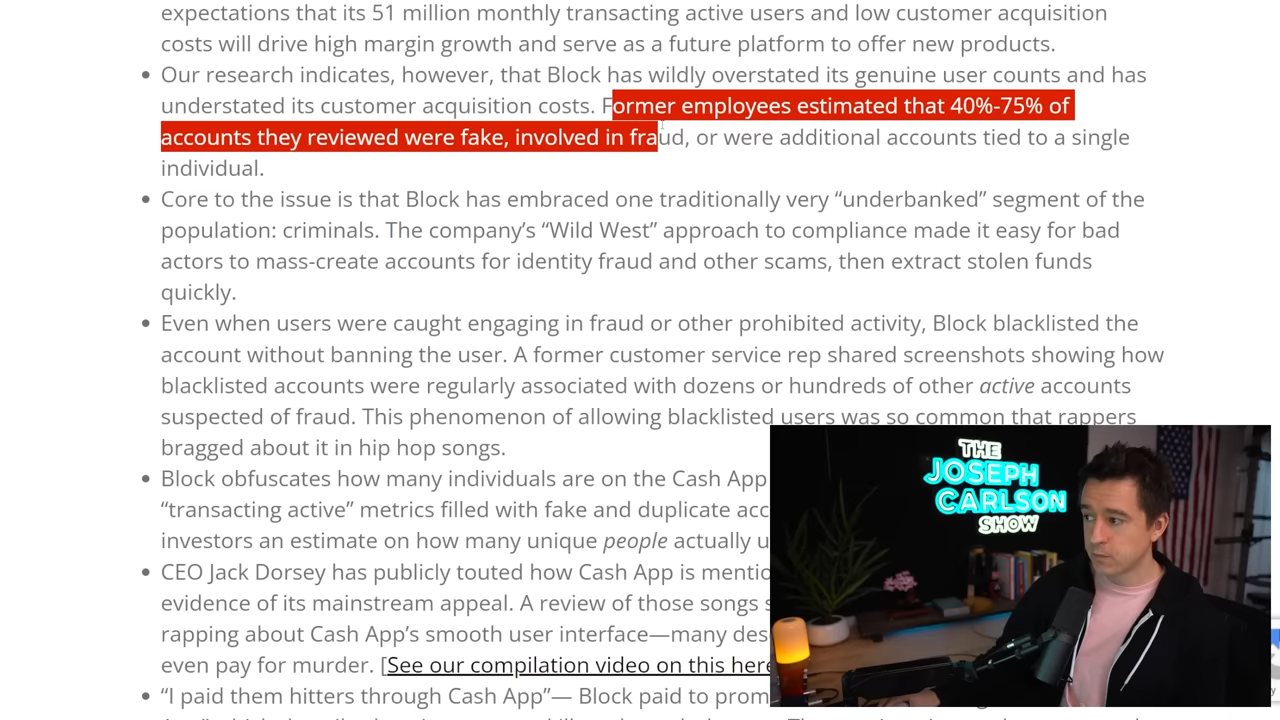 expectations that its 51 million monthly transacting active users and low customer acquisition
costs will drive high margin growth and serve as a future platform to offer new products.
Our research indicates, however, that Block has wildly overstated its genuine user counts and has
understated its customer acquisition costs. Former employees estimated that 40%-75% of
accounts they reviewed were fake, involved in fraud, or were additional accounts tied to a single
individual.
Core to the issue is that Block has embraced one traditionally very “underbanked” segment of the
population: criminals. The company’s “Wild West” approach to compliance made it easy for bad
actors to mass-create accounts for identity fraud and other scams, then extract stolen funds
quickly.
Even when users were caught engaging in fraud or other prohibited activity, Block blacklisted the
account without banning the user. A former customer service rep shared screenshots showing how
blacklisted accounts were regularly associated with dozens or hundreds of other active accounts
suspected of fraud. This phenomenon of allowing blacklisted users was so common that rappers
bragged about it in hip hop songs.
Block obfuscates how many individuals are on the Cash App
“transacting active” metrics filled with fake and duplicate acc
investors an estimate on how many unique people actually u
CEO Jack Dorsey has publicly touted how Cash App is mentio
evidence of its mainstream appeal. A review of those songs s
rapping about Cash App’s smooth user interface—many des
even pay for murder. [See our compilation video on this here
“I paid them hitters through Cash App”— Block paid to prom
THE
JOSEPH
CARLSON
SHOW